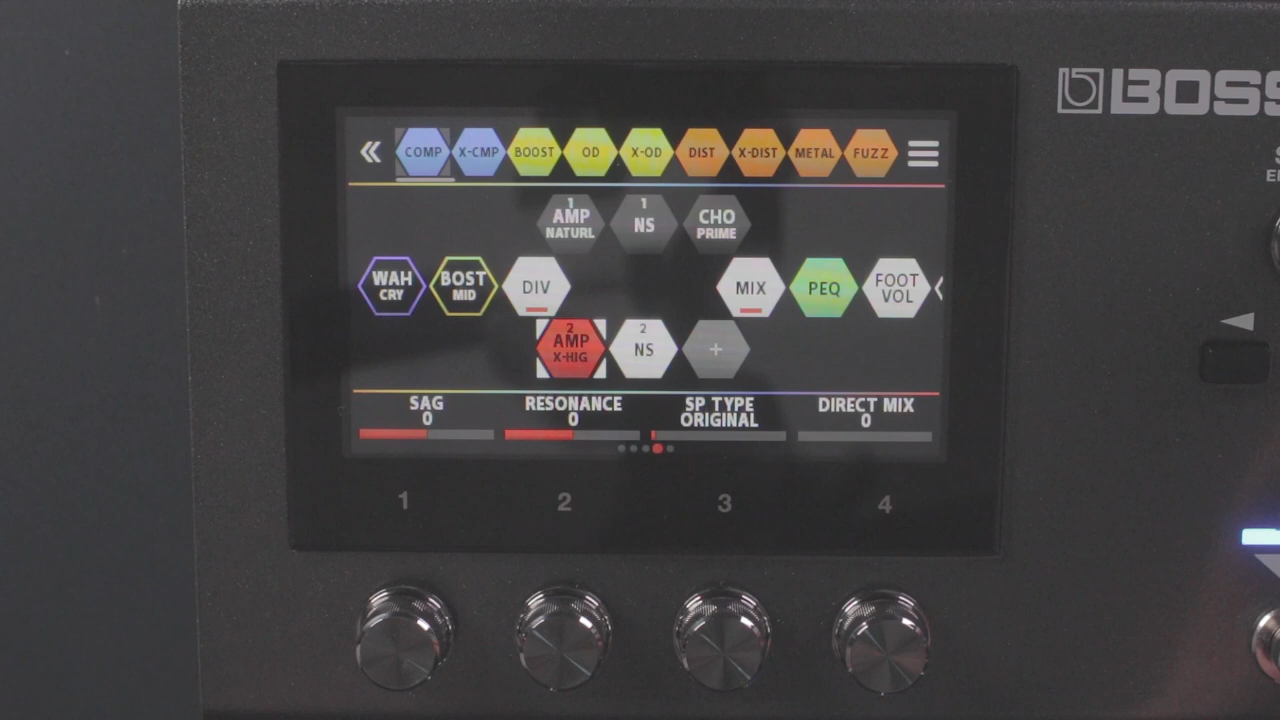 BOSS
COMP X-CMP BOOST OD X-OD DIST X-DIST METAL FUZZ
1 AMP NATURL
1 NS
CHO PRIME
WAH CRY
BOST MID
DIV
MIX
PEQ
FOOT VOL
2 AMP X-HIG
2 NS
+
SAG RESONANCE SP TYPE DIRECT MIX
0 0 ORIGINAL 0
1 2 3 4